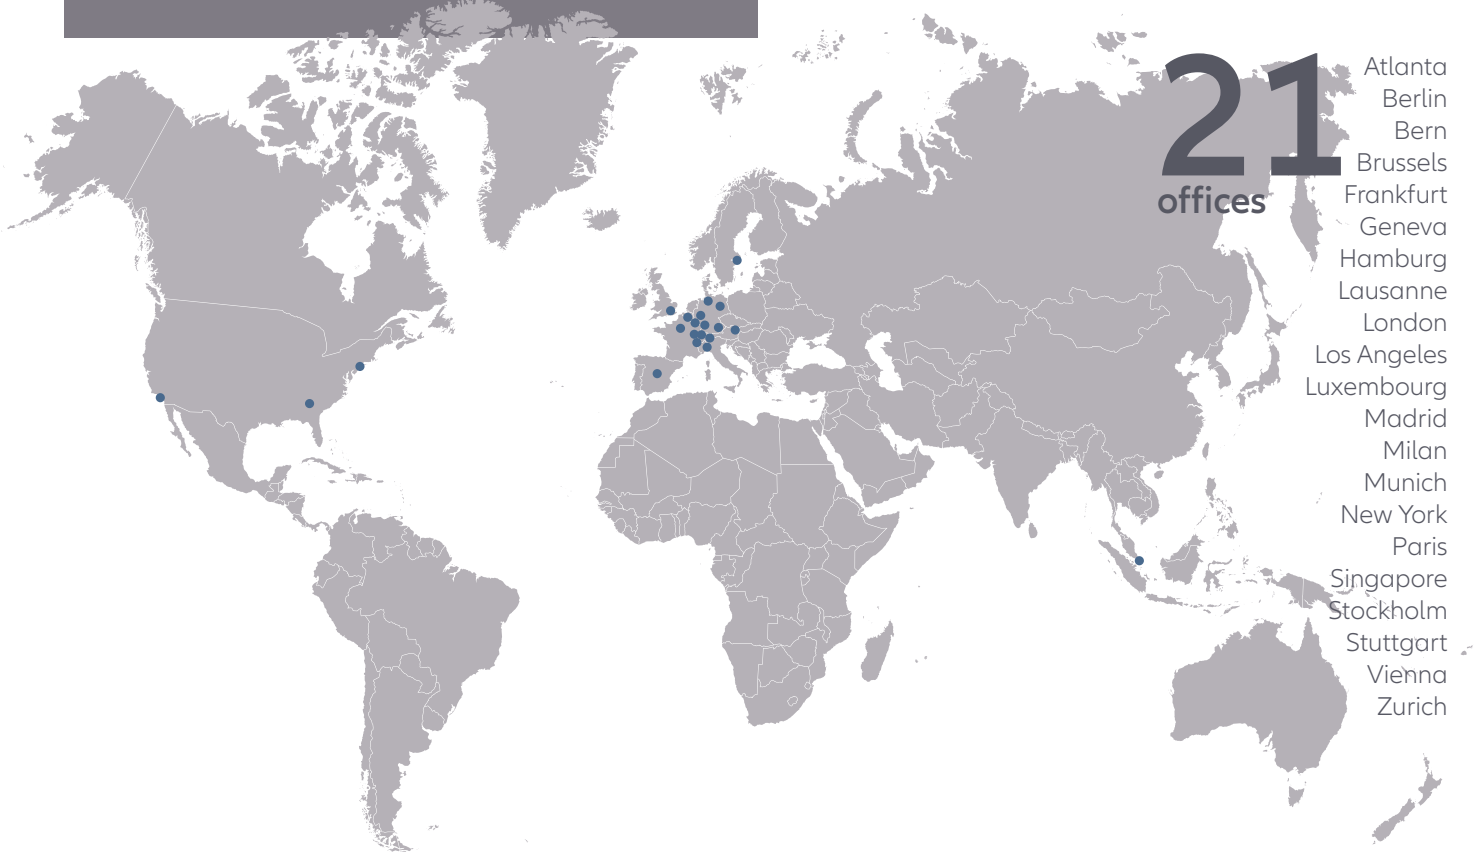 21
offices
Atlanta
Berlin
Bern
Brussels
Frankfurt
Geneva
Hamburg
Lausanne
London
Los Angeles
Luxembourg
Madrid
Milan
Munich
New York
Paris
Singapore
Stockholm
Stuttgart
Vienna
Zurich